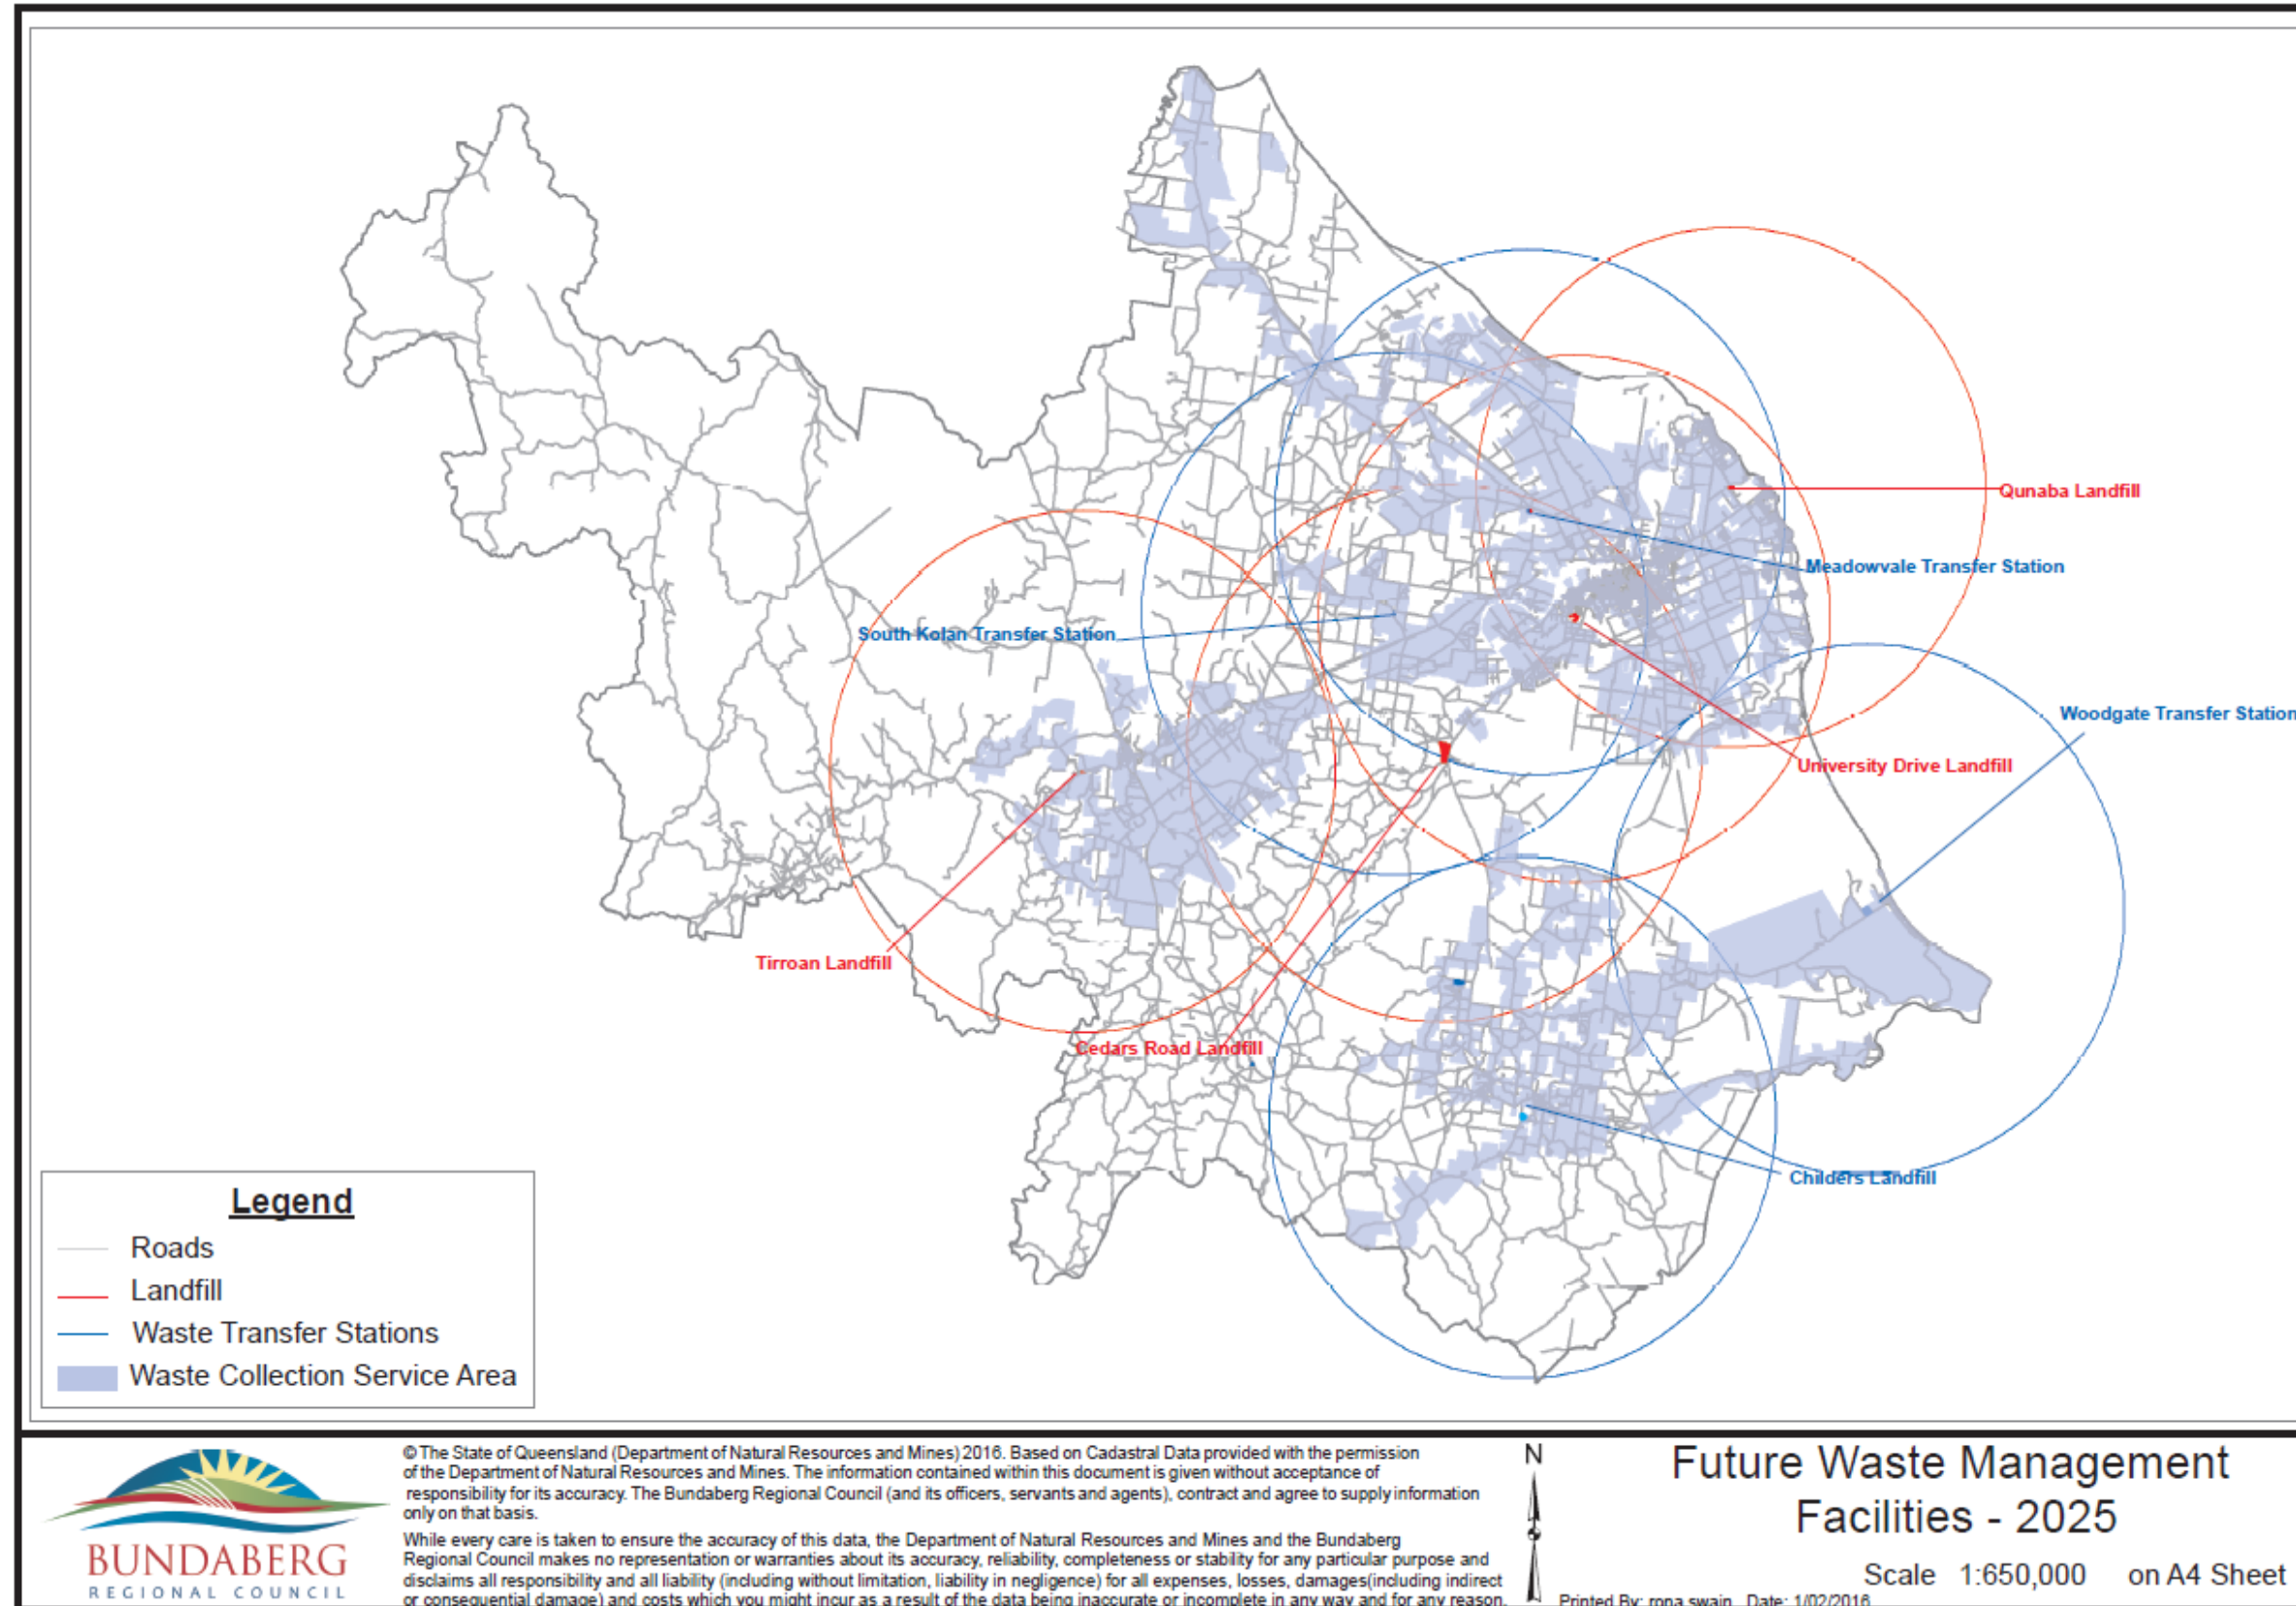 Qunaba Landfill
Meadowvale Transfer Station
South Kolan Transfer Station
Woodgate Transfer Station
University Drive Landfill
Tirroan Landfill
Cedars Road Landfill
Childers Landfill
Legend
Roads
Landfill
Waste Transfer Stations
Waste Collection Service Area
BUNDABERG
REGIONAL COUNCIL
© The State of Queensland (Department of Natural Resources and Mines) 2016. Based on Cadastral Data provided with the permission
of the Department of Natural Resources and Mines. The information contained within this document is given without acceptance of
responsibility for its accuracy. The Bundaberg Regional Council (and its officers, servants and agents), contract and agree to supply information
only on that basis.
While every care is taken to ensure the accuracy of this data, the Department of Natural Resources and Mines and the Bundaberg
Regional Council makes no representation or warranties about its accuracy, reliability, completeness or stability for any particular purpose and
disclaims all responsibility and all liability (including without limitation, liability in negligence) for all expenses, losses, damages(including indirect
or consequential damage) and costs which you might incur as a result of the data being inaccurate or incomplete in any way and for any reason.
N
Future Waste Management
Facilities - 2025
Scale 1:650,000 on A4 Sheet
Printed By: rona swain Date: 1/02/2016